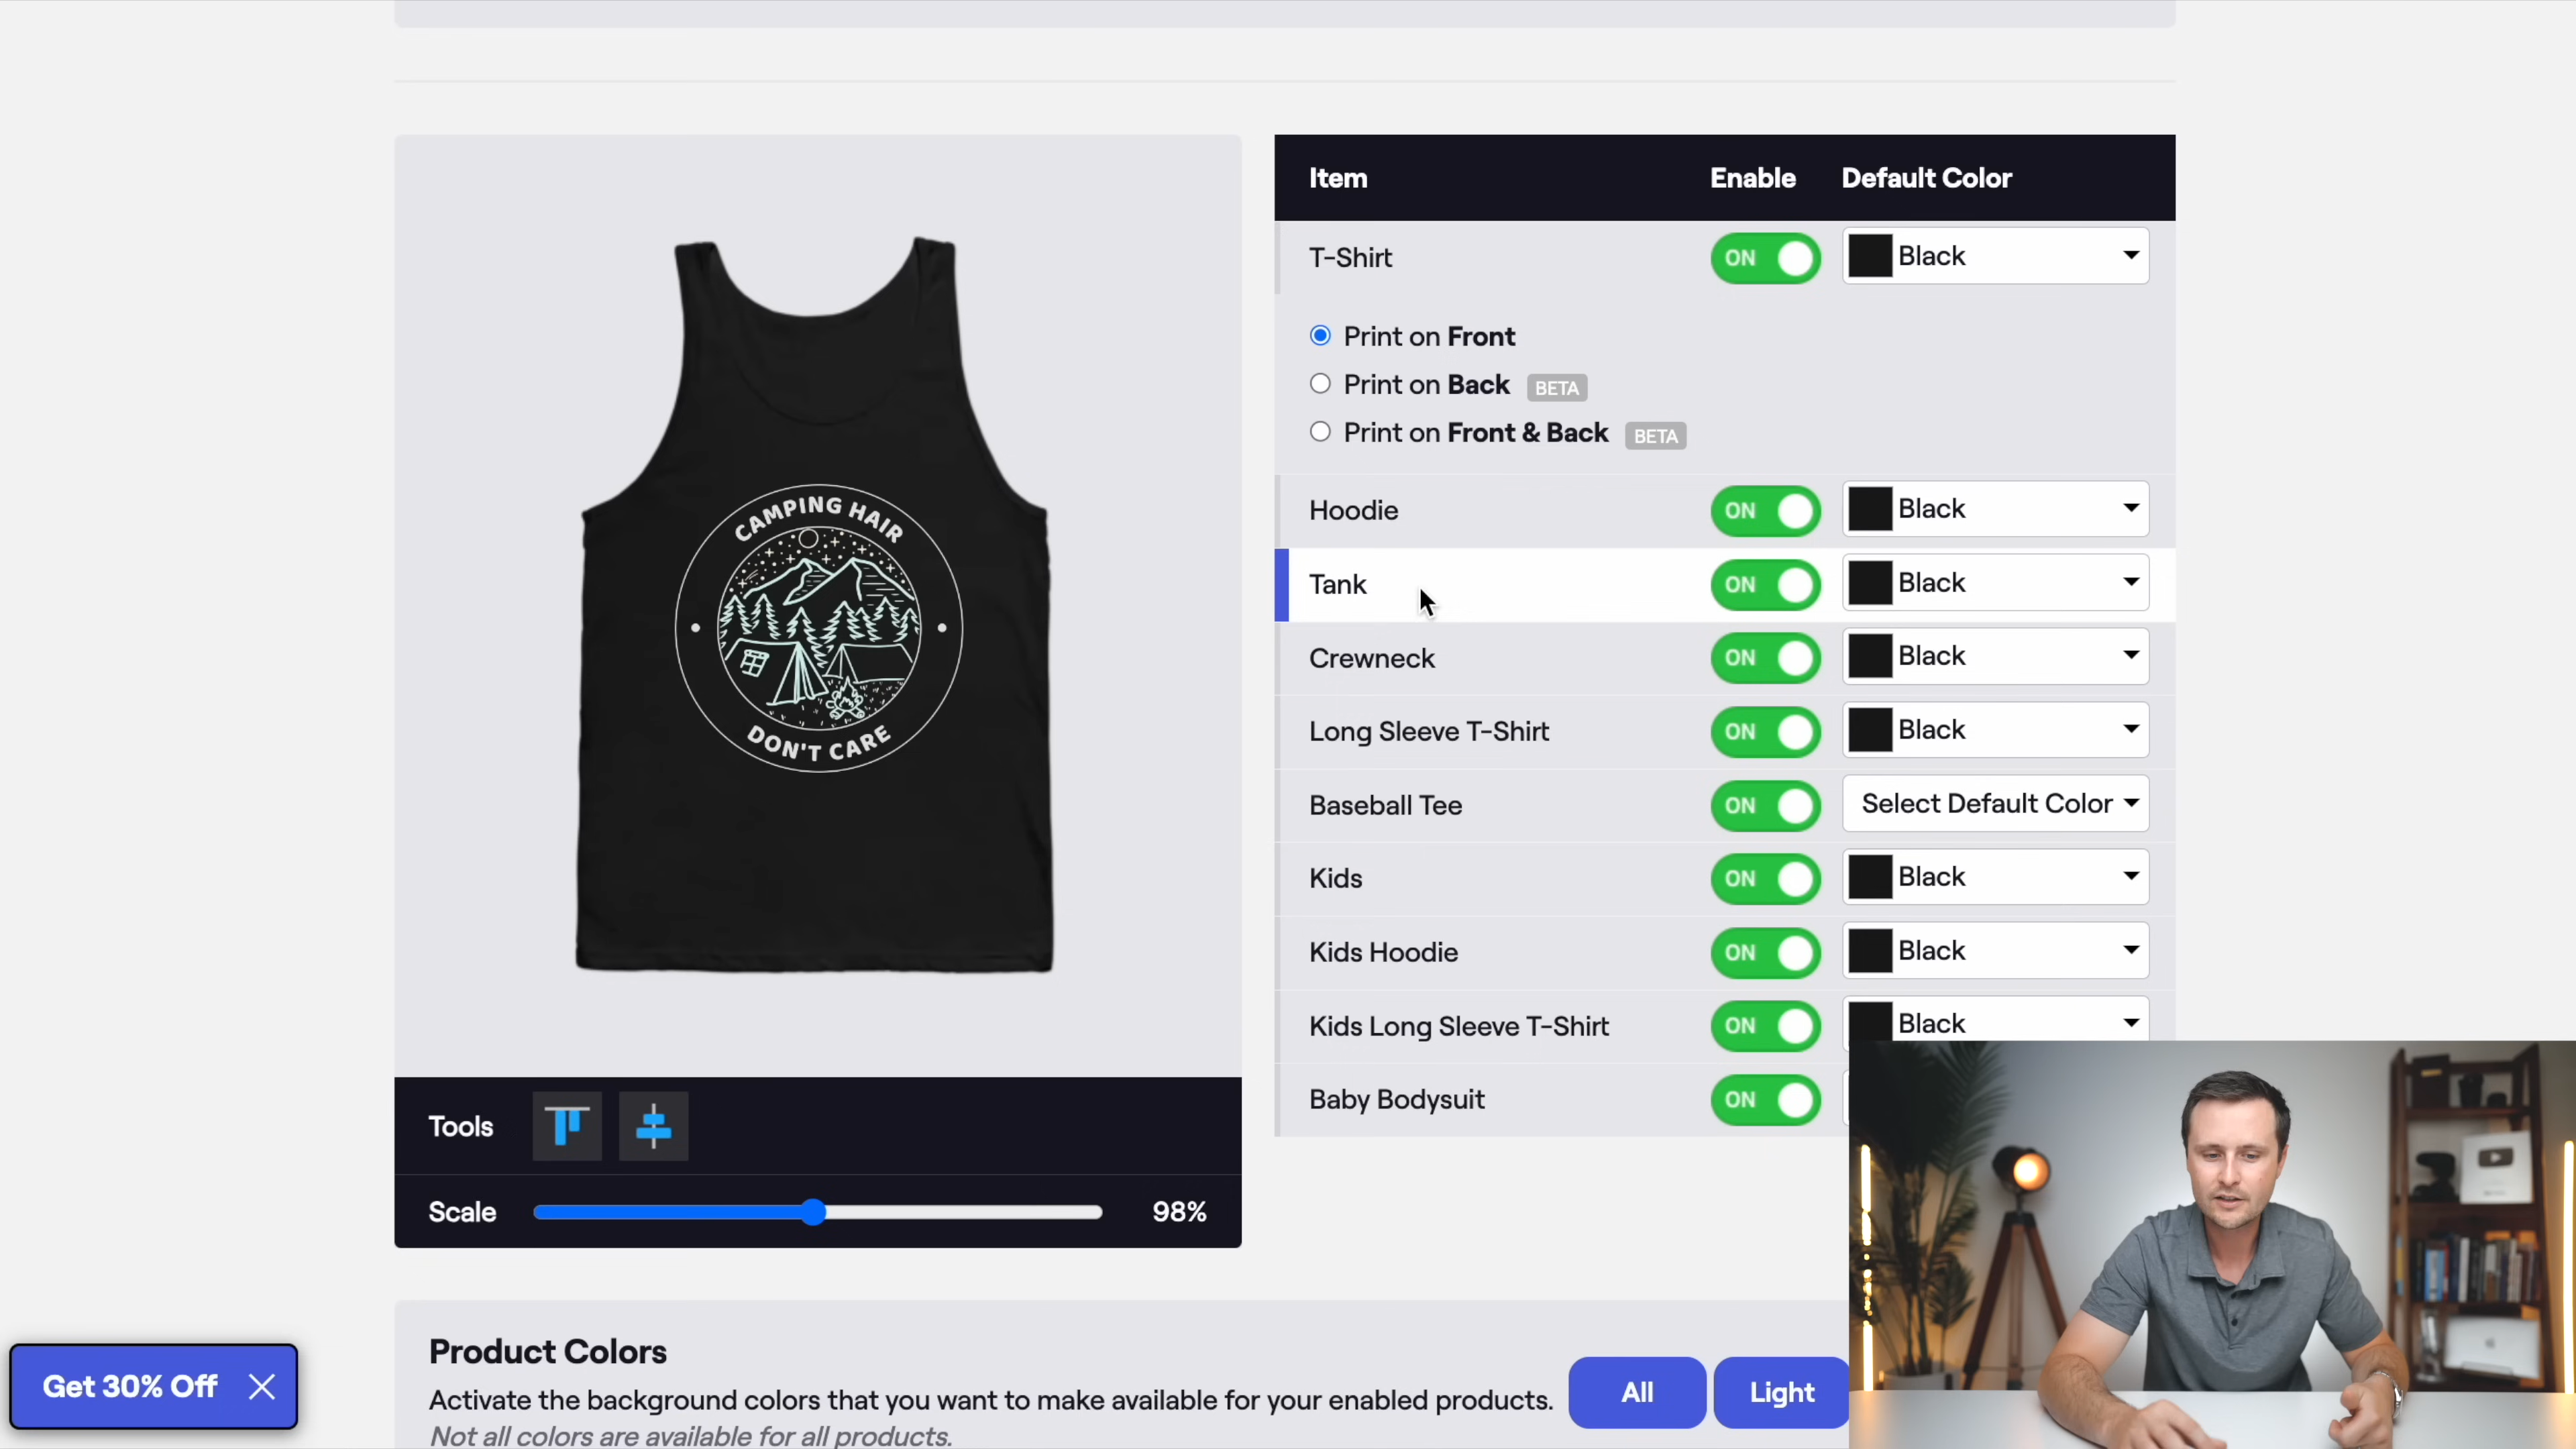 Item Enable Default Color
T-Shirt ON Black
Print on Front
Print on Back BETA
Print on Front & Back BETA
Hoodie ON Black
Tank ON Black
Crewneck ON Black
Long Sleeve T-Shirt ON Black
Baseball Tee ON Select Default Color
Kids ON Black
Kids Hoodie ON Black
Kids Long Sleeve T-Shirt ON Black
Baby Bodysuit ON
CAMPING HAIR
DON'T CARE
Tools
Scale 98%
Product Colors
Activate the background colors that you want to make available for your enabled products.
Not all colors are available for all products.
All Light
Get 30% Off